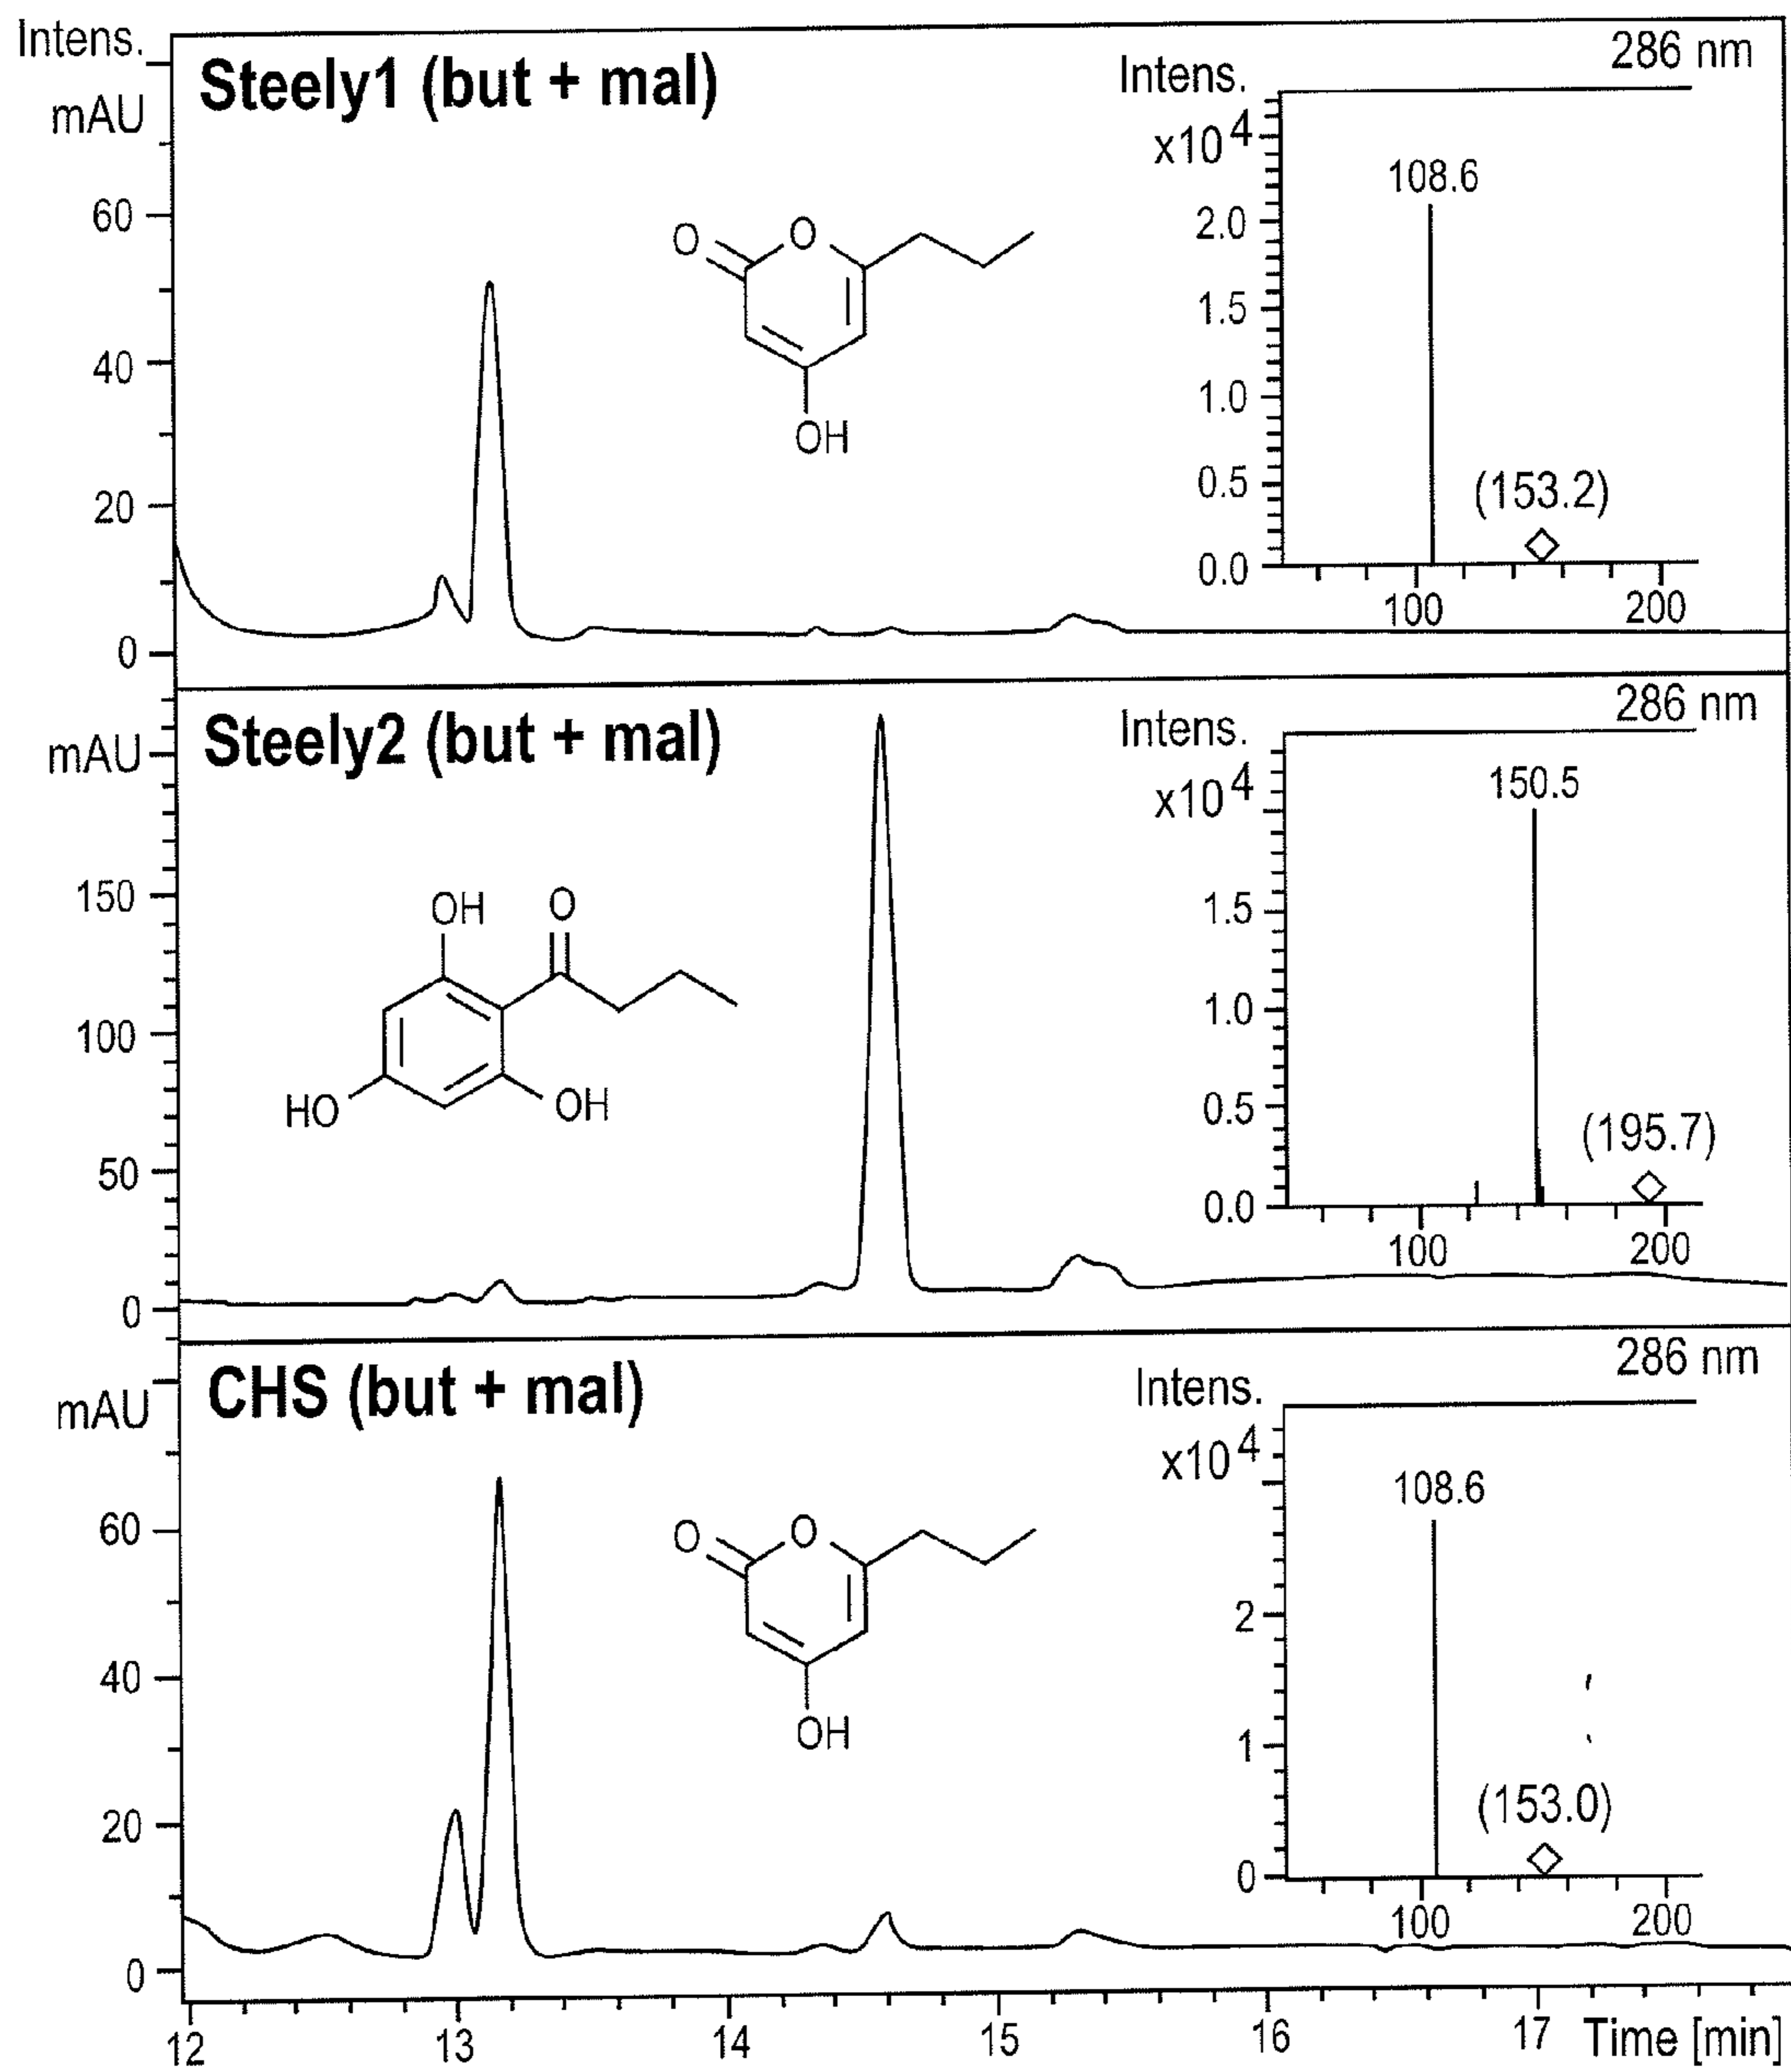 Intens.
mAU
Steely1 (but + mal)
286 nm
60
40
20
0
O
O
OH
Intens.
x10 4
2.0
1.5
1.0
0.5
0.0
108.6
(153.2)
100
200
mAU
Steely2 (but + mal)
286 nm
150
100
50
0
OH
O
HO
OH
Intens.
x10 4
1.5
1.0
0.5
0.0
150.5
(195.7)
100
200
mAU
CHS (but + mal)
286 nm
60
40
20
0
O
O
OH
Intens.
x10 4
2
1
0
108.6
(153.0)
100
200
12 13 14 15 16 17 Time [min]